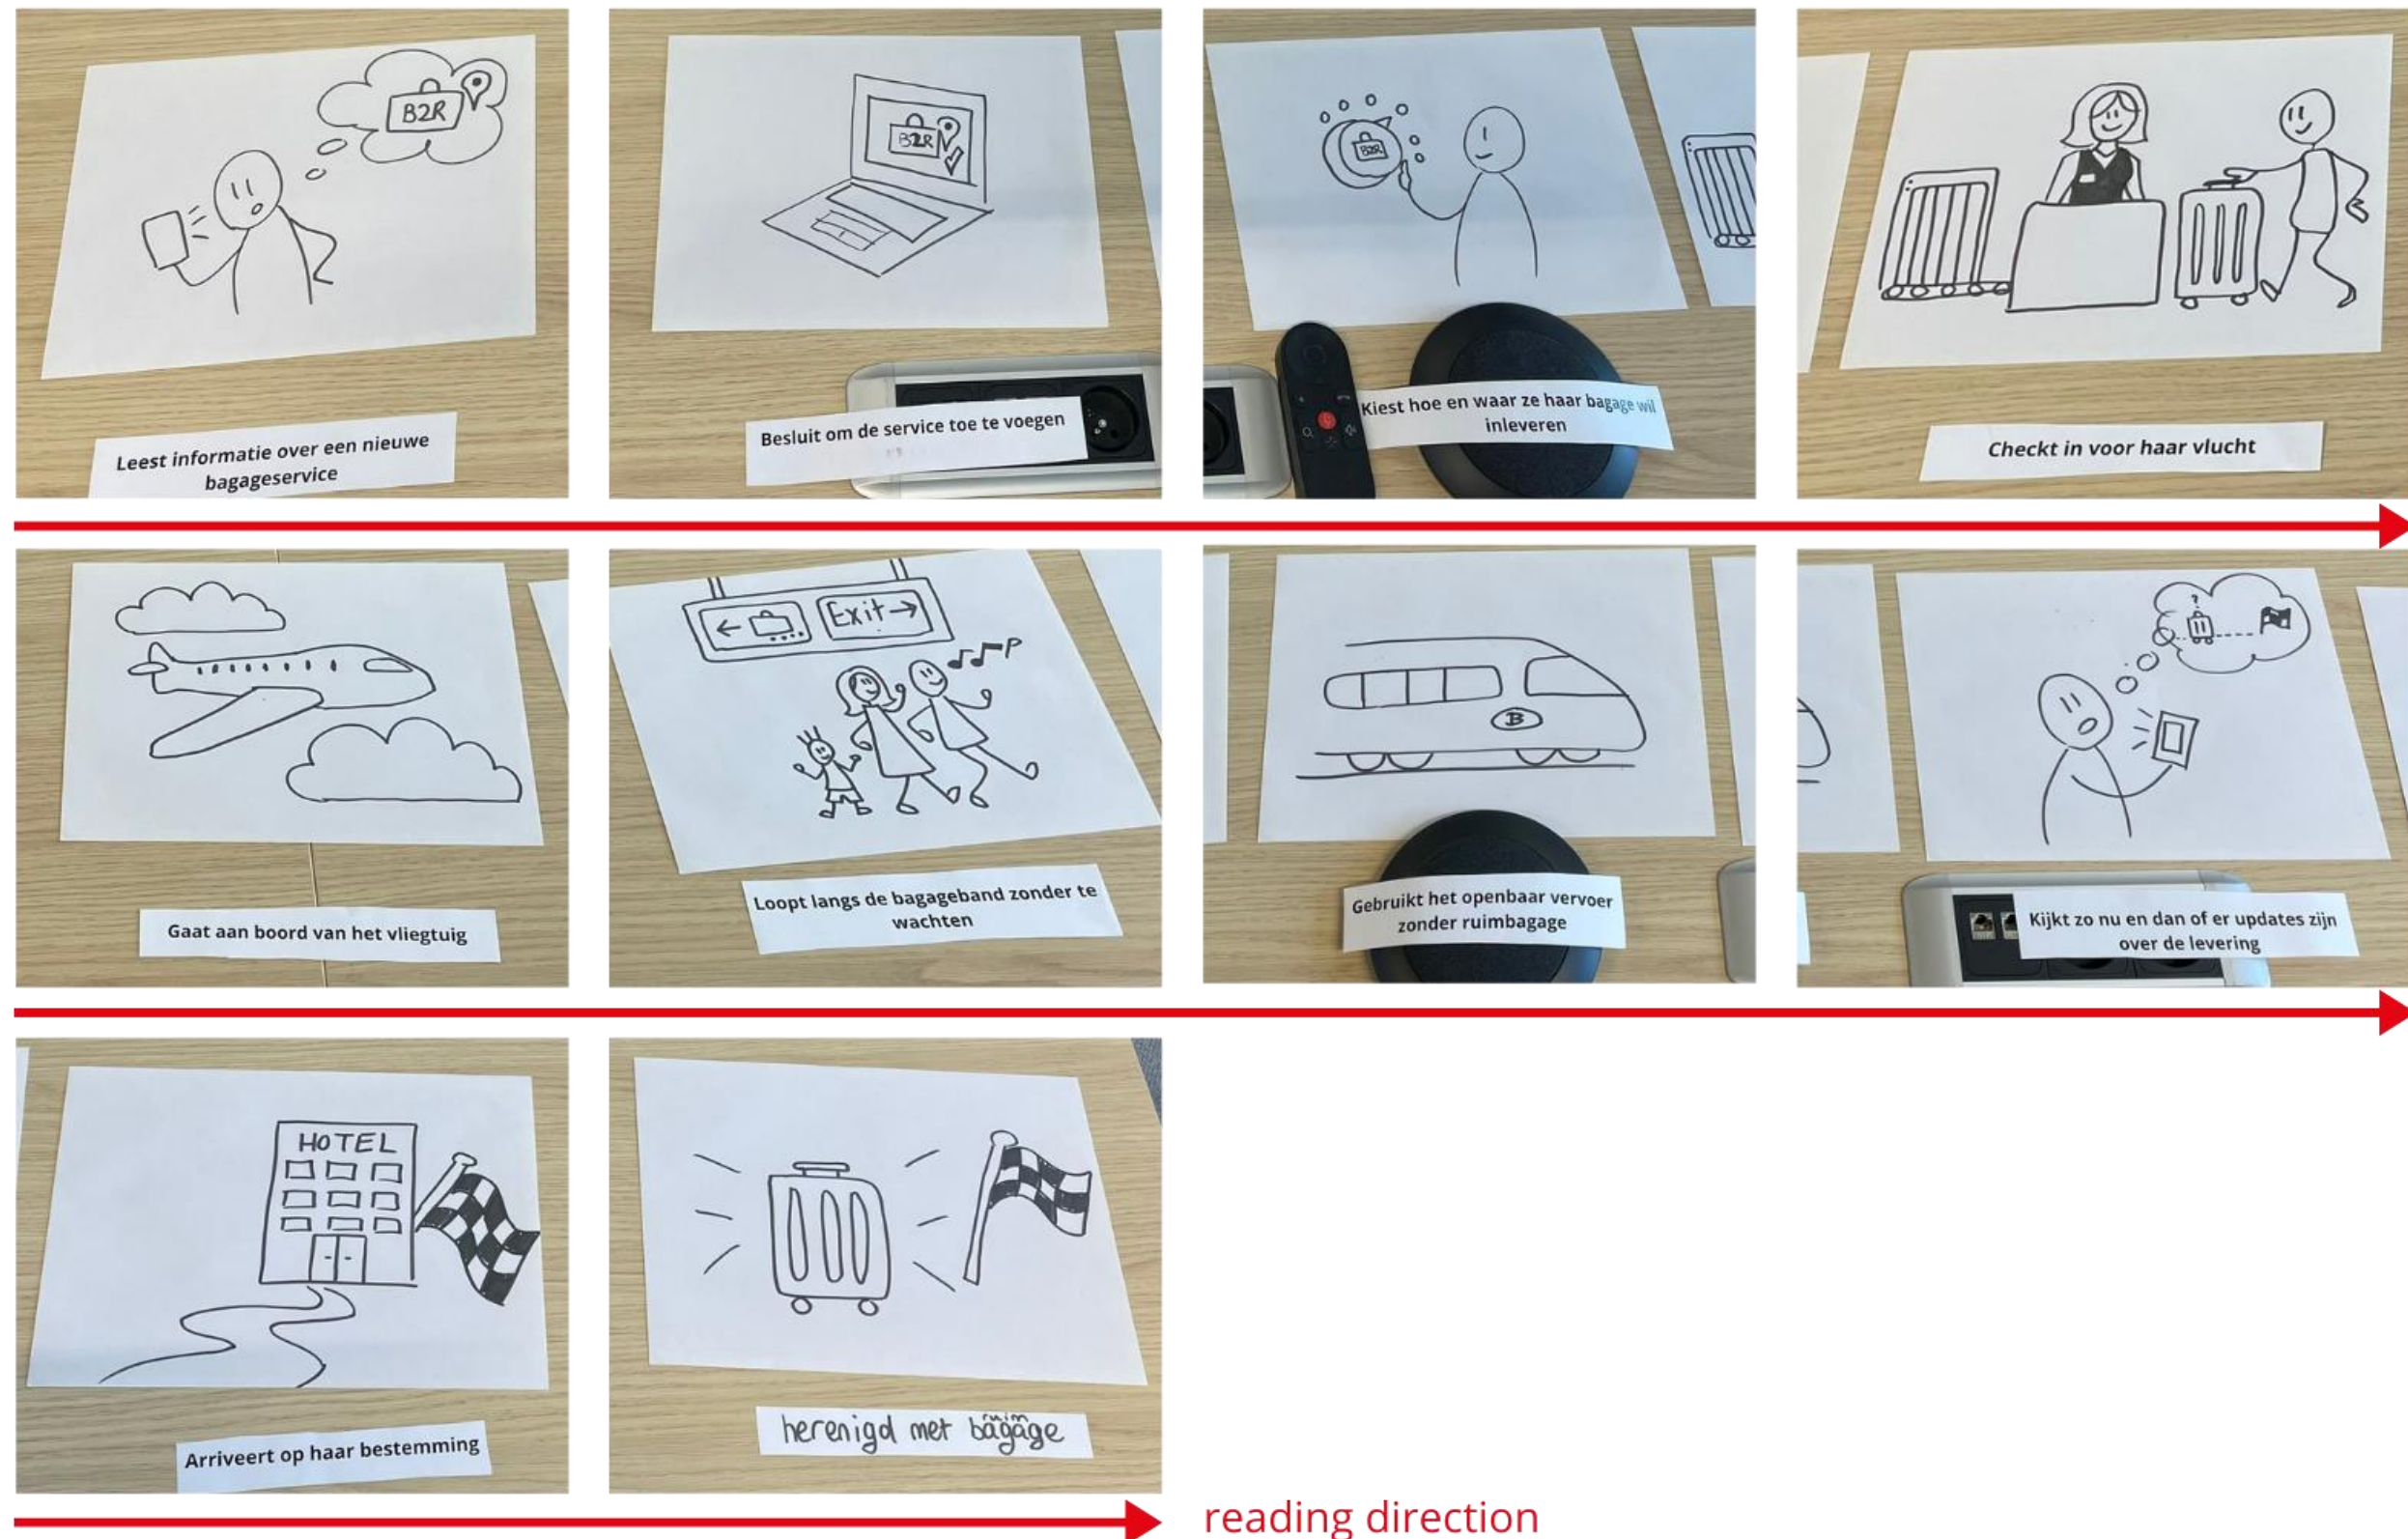 B2R
Leest informatie over een nieuwe
bagageservice
B2R
Besluit om de service toe te voegen
B2R
Kiest hoe en waar ze haar bagage wil
inleveren
Checkt in voor haar vlucht
Gaat aan boord van het vliegtuig
← Exit →
Loopt langs de bagageband zonder te
wachten
B
Gebruikt het openbaar vervoer
zonder ruimbagage
?
Kijkt zo nu en dan of er updates zijn
over de levering
HOTEL
Arriveert op haar bestemming
ruim
herenigd met bagage
reading direction